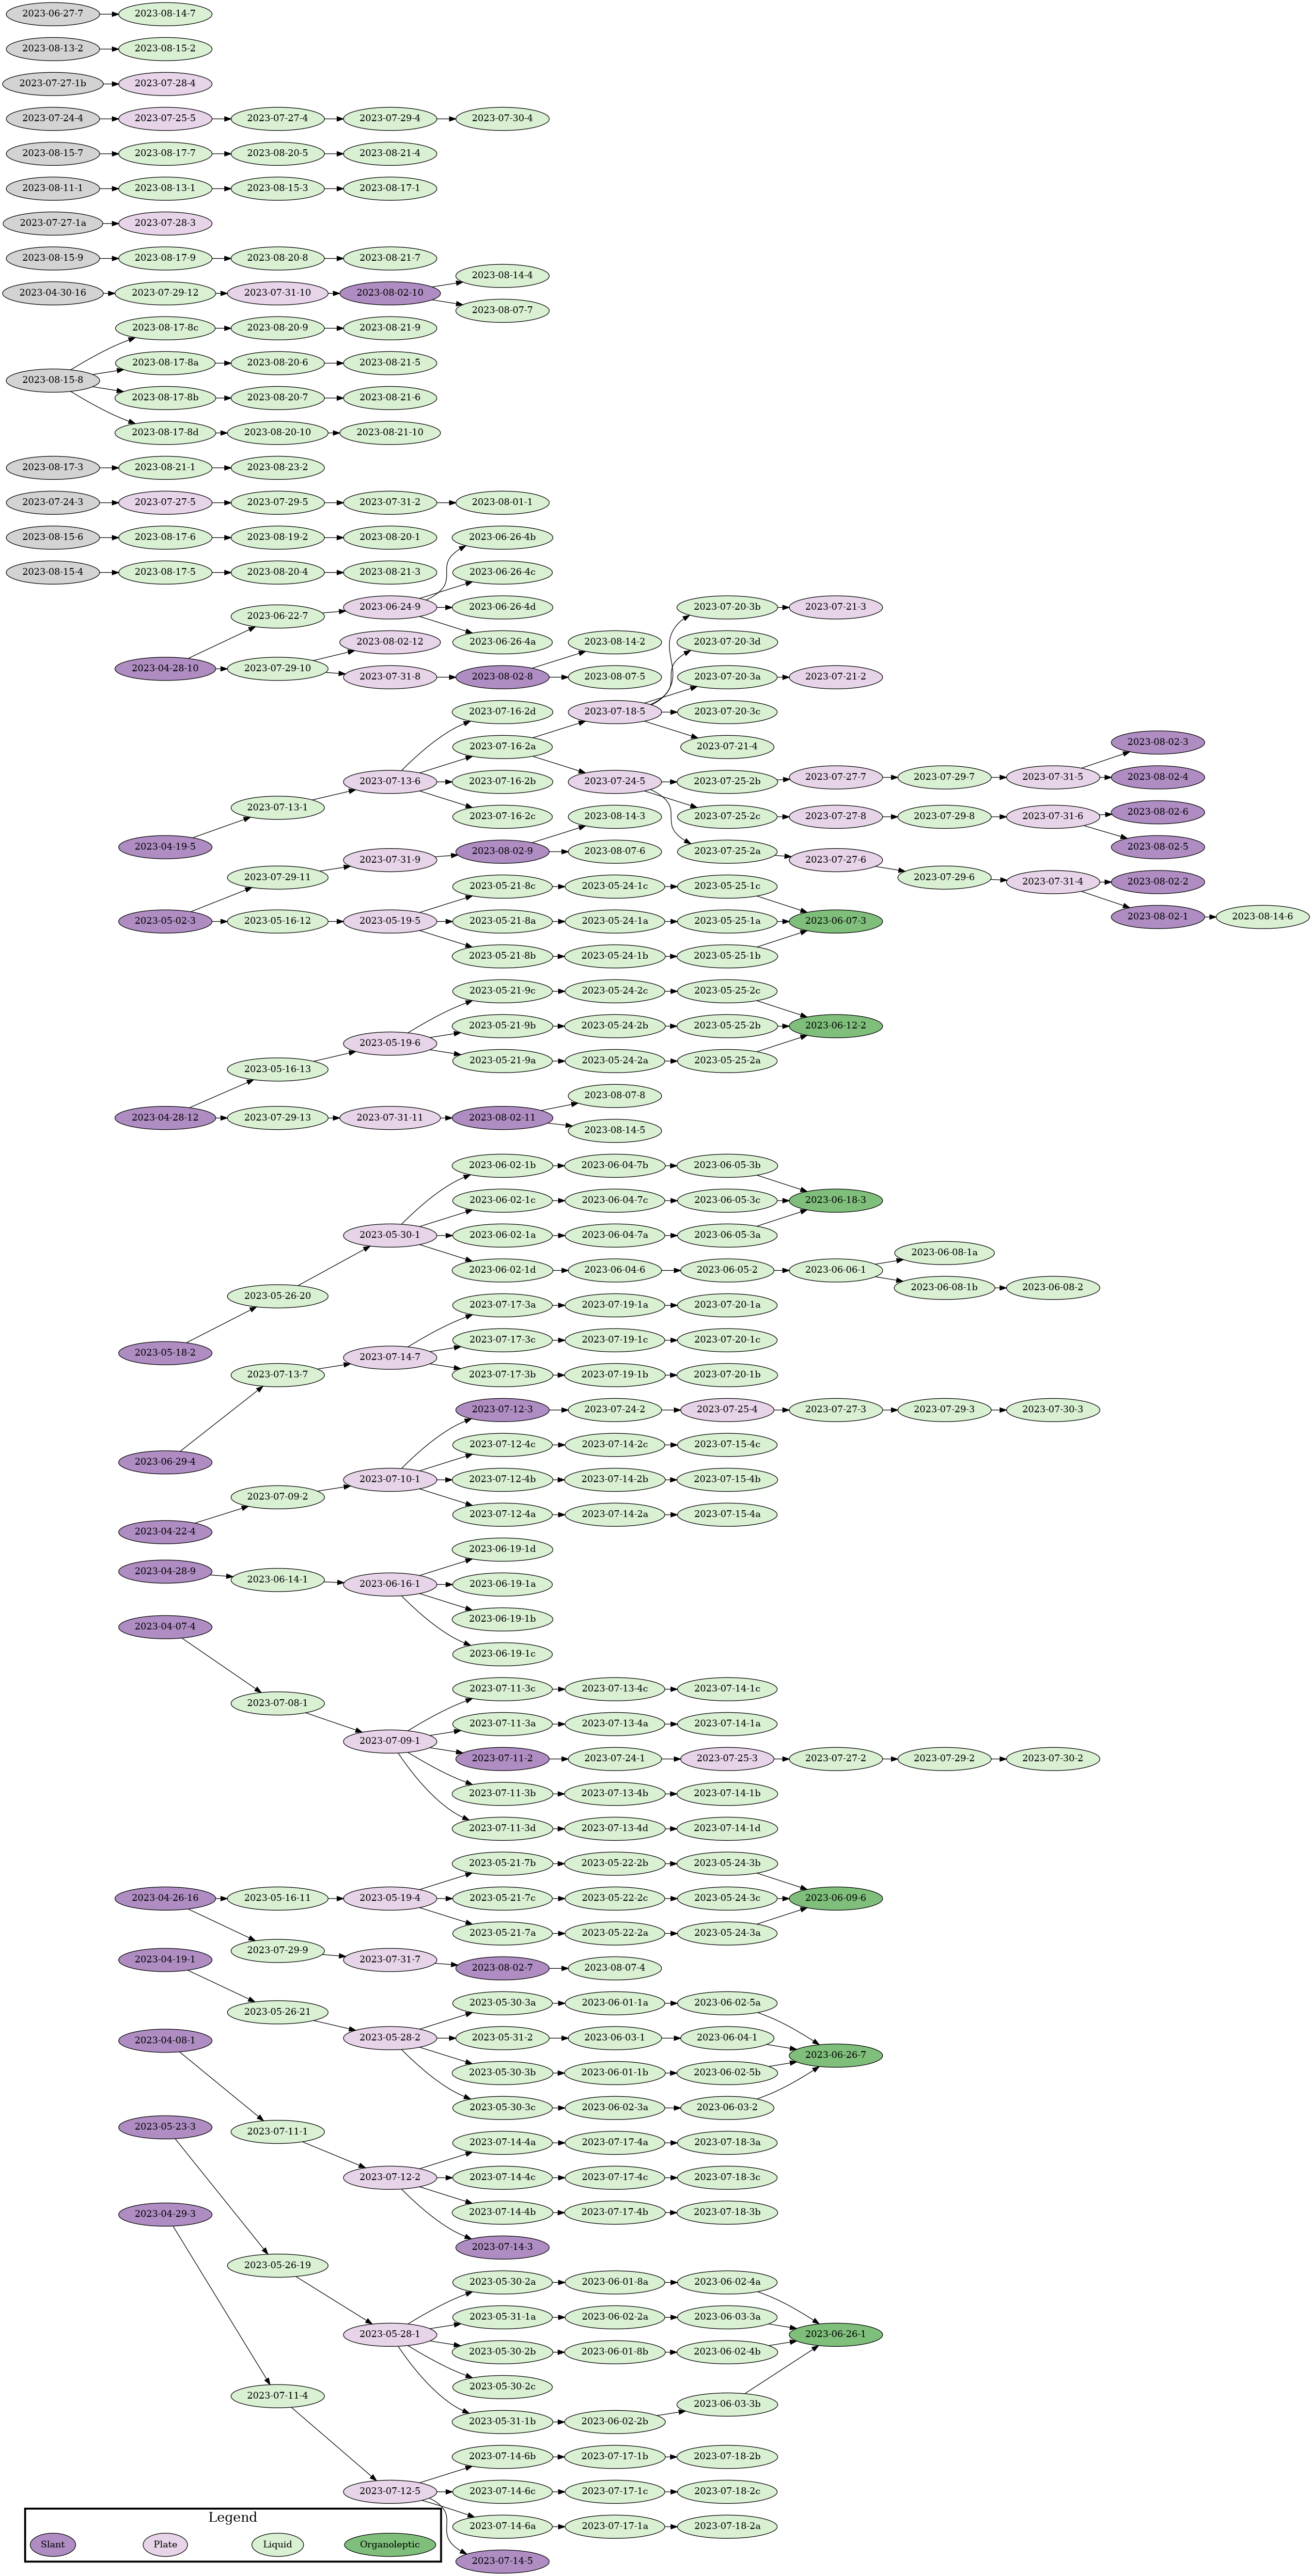 2023-06-27-7 2023-08-14-7
2023-08-13-2 2023-08-15-2
2023-07-27-1b 2023-07-28-4
2023-07-24-4 2023-07-25-5 2023-07-27-4 2023-07-29-4 2023-07-30-4
2023-08-15-7 2023-08-17-7 2023-08-20-5 2023-08-21-4
2023-08-11-1 2023-08-13-1 2023-08-15-3 2023-08-17-1
2023-07-27-1a 2023-07-28-3
2023-08-15-9 2023-08-17-9 2023-08-20-8 2023-08-21-7
2023-08-14-4
2023-04-30-16 2023-07-29-12 2023-07-31-10 2023-08-02-10
2023-08-07-7
2023-08-17-8c 2023-08-20-9 2023-08-21-9
2023-08-17-8a 2023-08-20-6 2023-08-21-5
2023-08-15-8
2023-08-17-8b 2023-08-20-7 2023-08-21-6
2023-08-17-8d 2023-08-20-10 2023-08-21-10
2023-08-17-3 2023-08-21-1 2023-08-23-2
2023-07-24-3 2023-07-27-5 2023-07-29-5 2023-07-31-2 2023-08-01-1
2023-08-15-6 2023-08-17-6 2023-08-19-2 2023-08-20-1 2023-06-26-4b
2023-08-15-4 2023-08-17-5 2023-08-20-4 2023-08-21-3 2023-06-26-4c
2023-06-24-9 2023-06-26-4d 2023-07-20-3b 2023-07-21-3
2023-06-22-7
2023-08-02-12 2023-06-26-4a 2023-08-14-2 2023-07-20-3d
2023-04-28-10 2023-07-29-10
2023-07-31-8 2023-08-02-8 2023-08-07-5 2023-07-20-3a 2023-07-21-2
2023-07-16-2d 2023-07-18-5 2023-07-20-3c
2023-07-16-2a 2023-07-21-4 2023-08-02-3
2023-07-13-6 2023-07-16-2b 2023-07-24-5 2023-07-25-2b 2023-07-27-7 2023-07-29-7 2023-07-31-5 2023-08-02-4
2023-07-13-1
2023-07-16-2c 2023-08-14-3 2023-07-25-2c 2023-07-27-8 2023-07-29-8 2023-07-31-6 2023-08-02-6
2023-04-19-5 2023-08-02-5
2023-07-31-9 2023-08-02-9 2023-08-07-6 2023-07-25-2a 2023-07-27-6
2023-07-29-11 2023-07-29-6
2023-05-21-8c 2023-05-24-1c 2023-05-25-1c 2023-07-31-4 2023-08-02-2
2023-05-02-3 2023-05-16-12 2023-05-19-5 2023-05-21-8a 2023-05-24-1a 2023-05-25-1a 2023-06-07-3 2023-08-02-1 2023-08-14-6
2023-05-21-8b 2023-05-24-1b 2023-05-25-1b
2023-05-21-9c 2023-05-24-2c 2023-05-25-2c
2023-05-19-6 2023-05-21-9b 2023-05-24-2b 2023-05-25-2b 2023-06-12-2
2023-05-16-13 2023-05-21-9a 2023-05-24-2a 2023-05-25-2a
2023-08-07-8
2023-04-28-12 2023-07-29-13 2023-07-31-11 2023-08-02-11
2023-08-14-5
2023-06-02-1b 2023-06-04-7b 2023-06-05-3b
2023-06-02-1c 2023-06-04-7c 2023-06-05-3c 2023-06-18-3
2023-05-30-1 2023-06-02-1a 2023-06-04-7a 2023-06-05-3a
2023-06-08-1a
2023-06-02-1d 2023-06-04-6 2023-06-05-2 2023-06-06-1
2023-06-08-1b 2023-06-08-2
2023-05-26-20 2023-07-17-3a 2023-07-19-1a 2023-07-20-1a
2023-07-17-3c 2023-07-19-1c 2023-07-20-1c
2023-05-18-2 2023-07-14-7
2023-07-13-7 2023-07-17-3b 2023-07-19-1b 2023-07-20-1b
2023-07-12-3 2023-07-24-2 2023-07-25-4 2023-07-27-3 2023-07-29-3 2023-07-30-3
2023-07-12-4c 2023-07-14-2c 2023-07-15-4c
2023-06-29-4
2023-07-10-1 2023-07-12-4b 2023-07-14-2b 2023-07-15-4b
2023-07-09-2
2023-07-12-4a 2023-07-14-2a 2023-07-15-4a
2023-04-22-4
2023-06-19-1d
2023-04-28-9 2023-06-14-1 2023-06-16-1 2023-06-19-1a
2023-06-19-1b
2023-04-07-4
2023-06-19-1c
2023-07-11-3c 2023-07-13-4c 2023-07-14-1c
2023-07-08-1
2023-07-11-3a 2023-07-13-4a 2023-07-14-1a
2023-07-09-1
2023-07-11-2 2023-07-24-1 2023-07-25-3 2023-07-27-2 2023-07-29-2 2023-07-30-2
2023-07-11-3b 2023-07-13-4b 2023-07-14-1b
2023-07-11-3d 2023-07-13-4d 2023-07-14-1d
2023-05-21-7b 2023-05-22-2b 2023-05-24-3b
2023-04-26-16 2023-05-16-11 2023-05-19-4 2023-05-21-7c 2023-05-22-2c 2023-05-24-3c 2023-06-09-6
2023-05-21-7a 2023-05-22-2a 2023-05-24-3a
2023-07-29-9
2023-04-19-1 2023-07-31-7 2023-08-02-7 2023-08-07-4
2023-05-30-3a 2023-06-01-1a 2023-06-02-5a
2023-05-26-21
2023-04-08-1 2023-05-28-2 2023-05-31-2 2023-06-03-1 2023-06-04-1 2023-06-26-7
2023-05-30-3b 2023-06-01-1b 2023-06-02-5b
2023-05-30-3c 2023-06-02-3a 2023-06-03-2
2023-05-23-3 2023-07-11-1 2023-07-14-4a 2023-07-17-4a 2023-07-18-3a
2023-07-12-2 2023-07-14-4c 2023-07-17-4c 2023-07-18-3c
2023-04-29-3 2023-07-14-4b 2023-07-17-4b 2023-07-18-3b
2023-07-14-3
2023-05-26-19 2023-05-30-2a 2023-06-01-8a 2023-06-02-4a
2023-05-31-1a 2023-06-02-2a 2023-06-03-3a
2023-05-28-1 2023-06-26-1
2023-05-30-2b 2023-06-01-8b 2023-06-02-4b
2023-05-30-2c
2023-07-11-4 2023-06-03-3b
2023-05-31-1b 2023-06-02-2b
2023-07-14-6b 2023-07-17-1b 2023-07-18-2b
2023-07-12-5 2023-07-14-6c 2023-07-17-1c 2023-07-18-2c
Legend
2023-07-14-6a 2023-07-17-1a 2023-07-18-2a
Slant Plate Liquid Organoleptic
2023-07-14-5